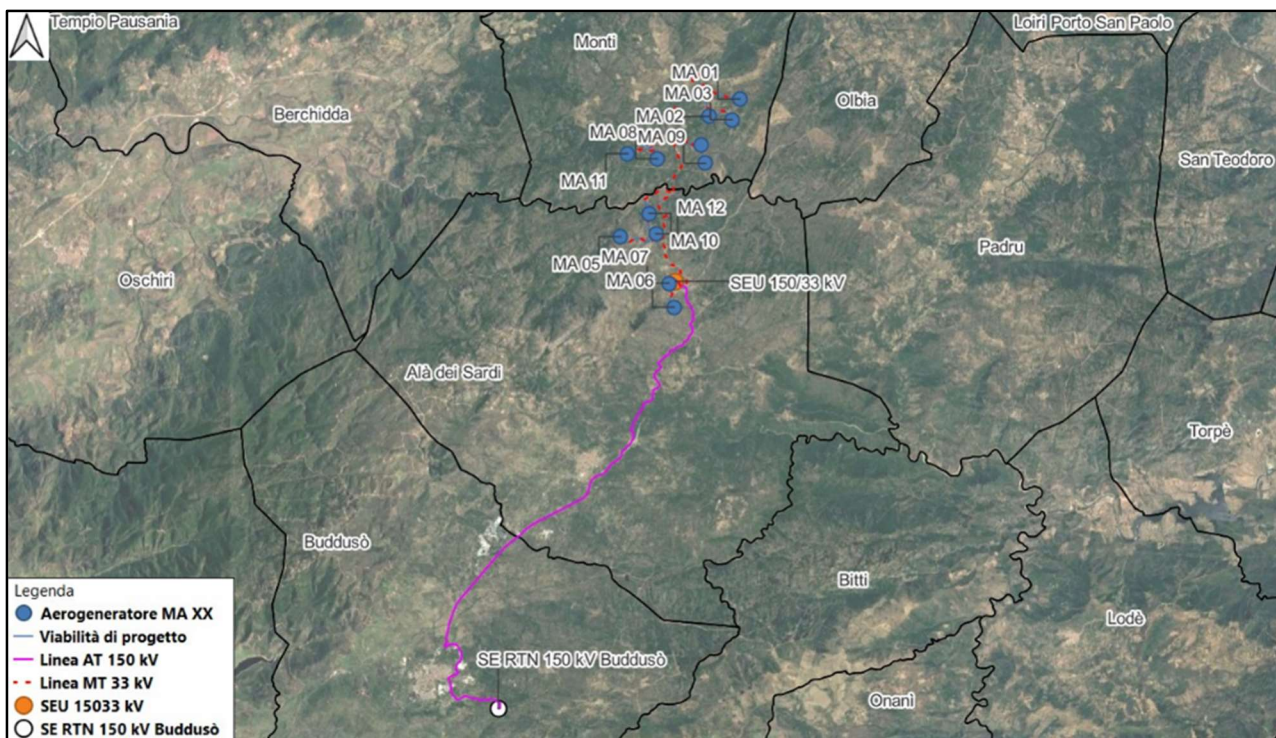 Tempio Pausania
Loiri Porto San Paolo
Monti
MA 01
MA 03
Olbia
Berchidda
MA 02
MA 08
MA 09
San Teodoro
MA 11
MA 12
Padru
MA 10
MA 07
MA 05
Oschiri
MA 06
SEU 150/33 kV
Alà dei Sardi
Torpè
Buddusò
Bitti
Lodè
SE RTN 150 kV Buddusò
Onanì
Legenda
Aerogeneratore MA XX
Viabilità di progetto
Linea AT 150 kV
Linea MT 33 kV
SEU 15033 kV
SE RTN 150 kV Buddusò